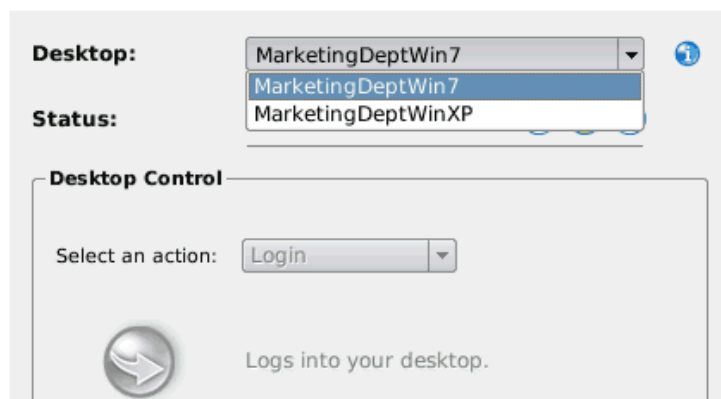 Desktop: MarketingDeptWin7
MarketingDeptWin7
MarketingDeptWinXP
Status:
Desktop Control
Select an action: Login
Logs into your desktop.